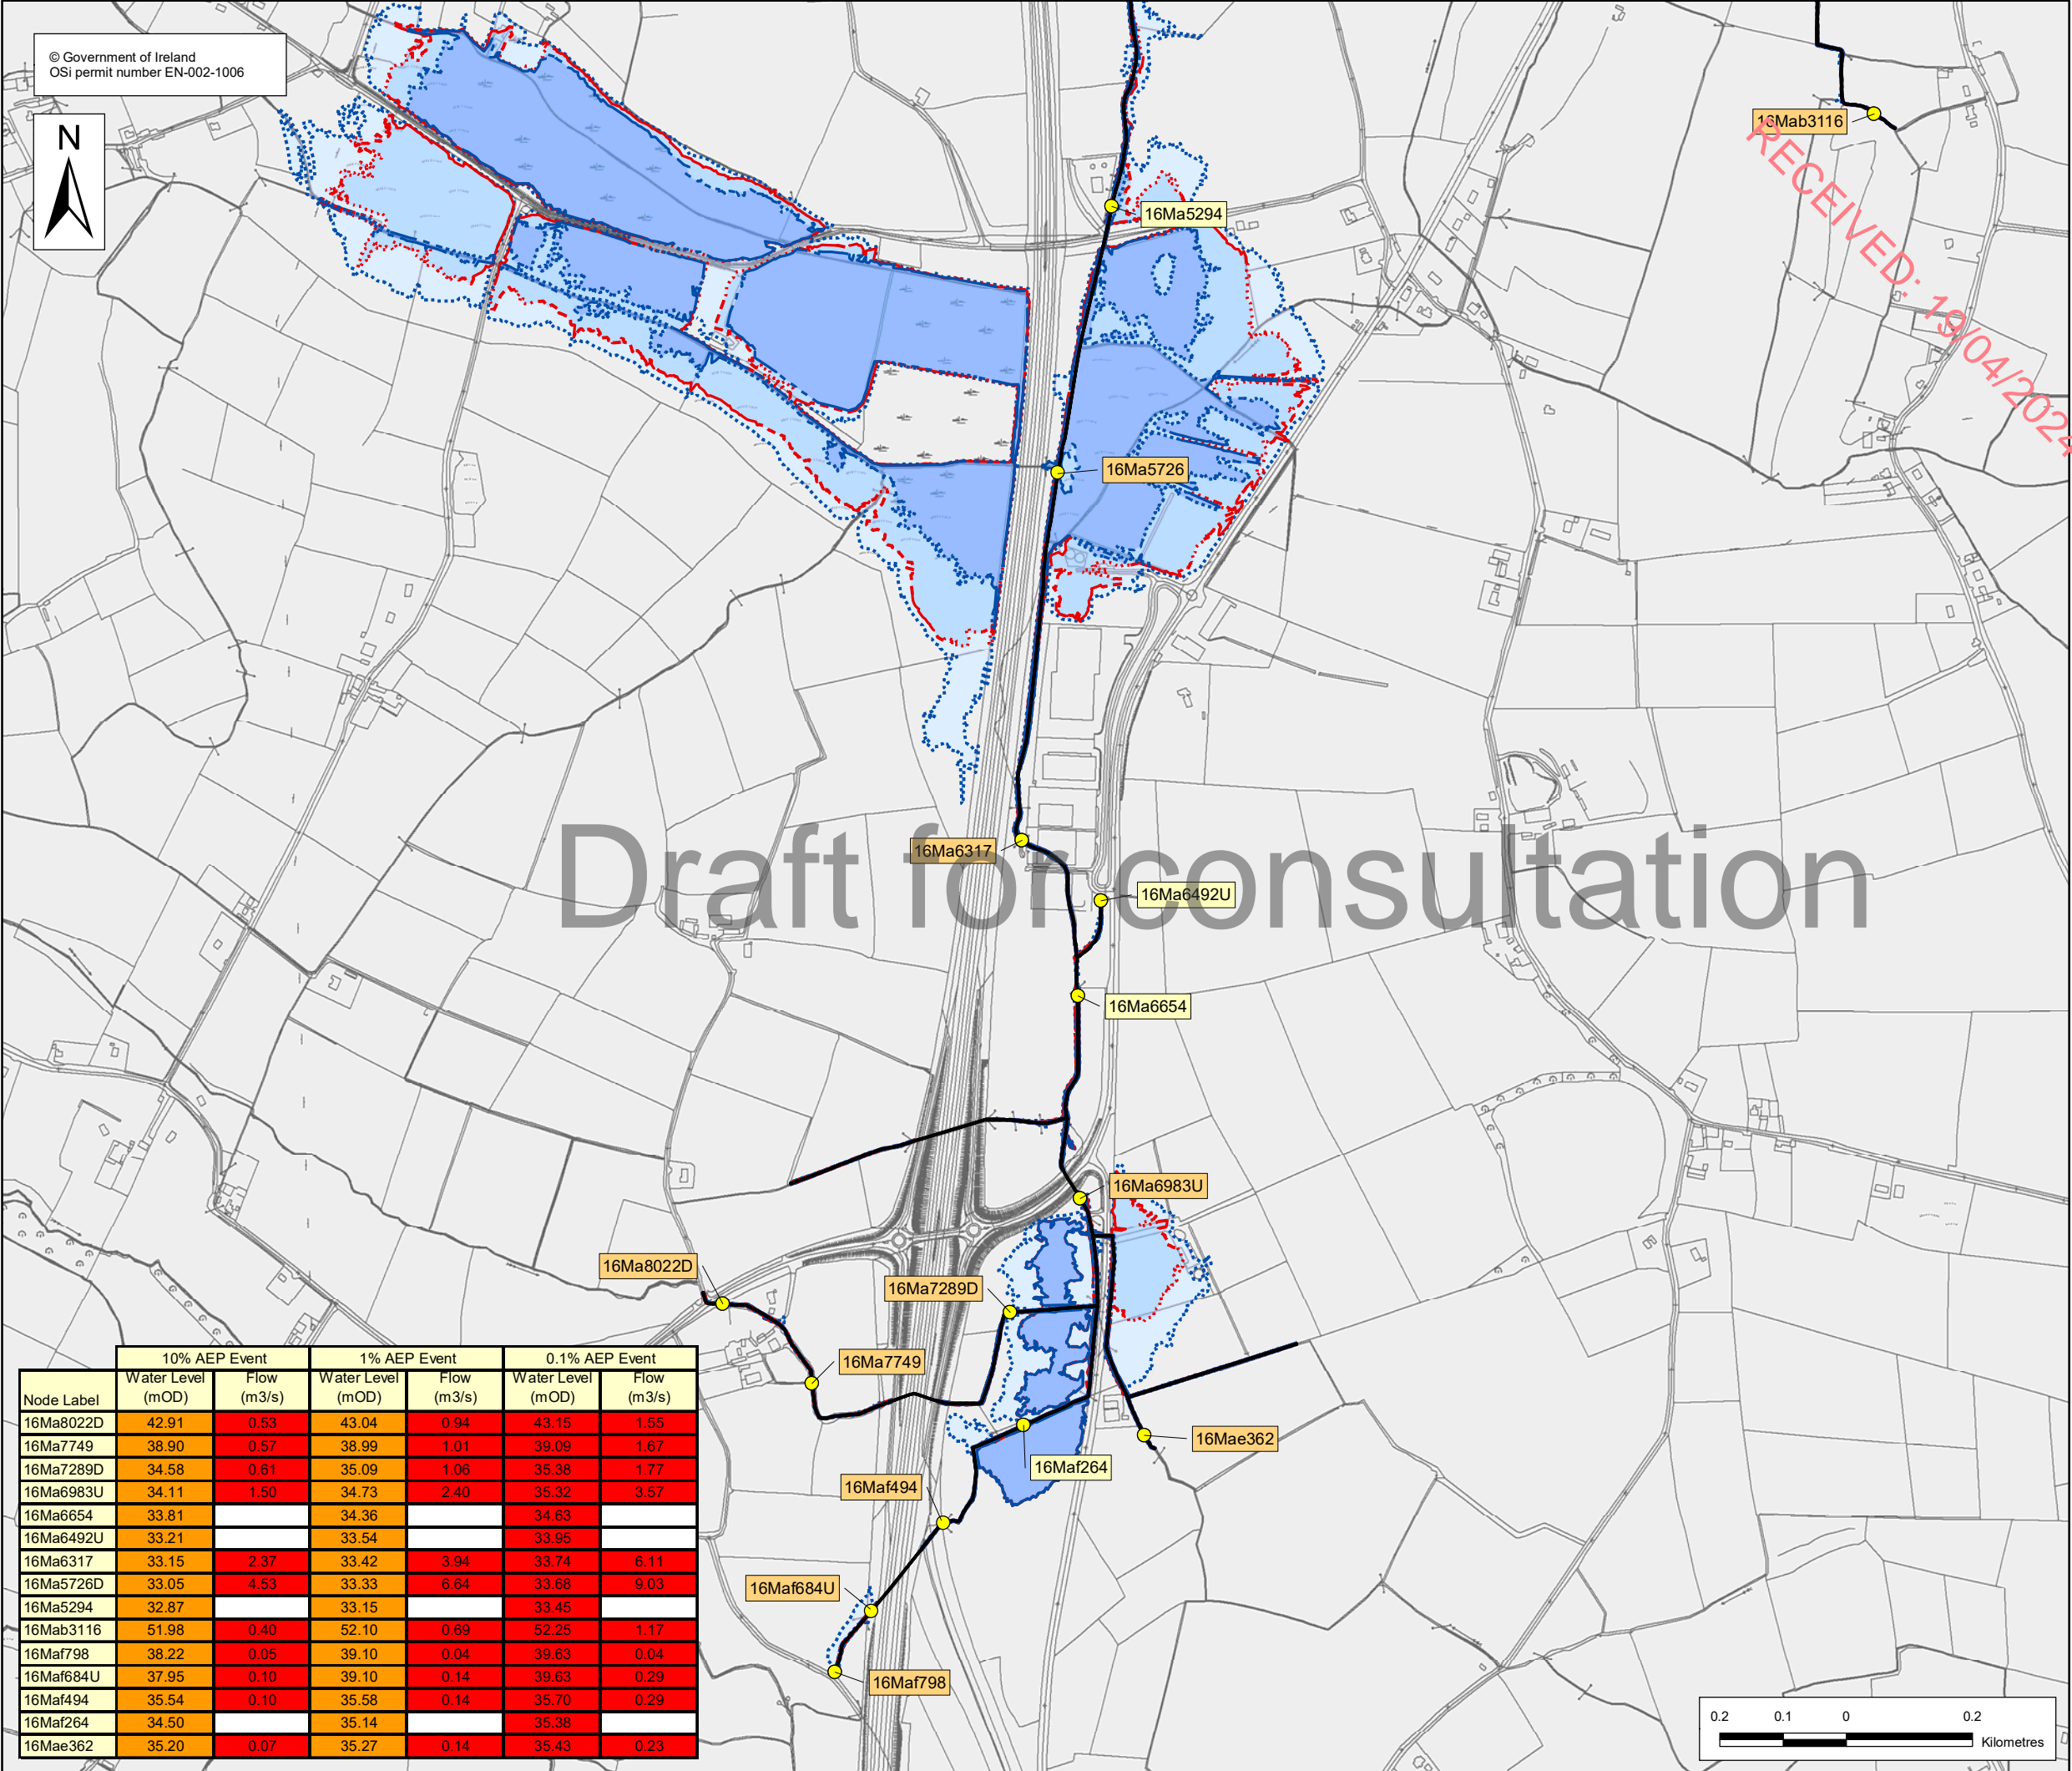 © Government of Ireland
OSi permit number EN-002-1006
N
16Mab3116
RECEIVED: 19/04/2024
16Ma5294
16Ma5726
16Ma6317
Draft for consultation
16Ma6492U
16Ma6654
16Ma6983U
16Ma8022D
16Ma7289D
16Ma7749
16Mae362
16Maf264
16Maf494
16Maf684U
16Maf798
10% AEP Event 1% AEP Event 0.1% AEP Event
Node Label Water Level (mOD) Flow (m3/s) Water Level (mOD) Flow (m3/s) Water Level (mOD) Flow (m3/s)
16Ma8022D 42.91 0.53 43.04 0.94 43.15 1.55
16Ma7749 38.90 0.57 38.99 1.01 39.09 1.67
16Ma7289D 34.58 0.61 35.09 1.06 35.38 1.77
16Ma6983U 34.11 1.50 34.73 2.40 35.32 3.57
16Ma6654 33.81 34.36 34.63
16Ma6492U 33.21 33.54 33.95
16Ma6317 33.15 2.37 33.42 3.94 33.74 6.11
16Ma5726D 33.05 4.53 33.33 6.64 33.68 9.03
16Ma5294 32.87 33.15 33.45
16Mab3116 51.98 0.40 52.10 0.69 52.25 1.17
16Maf798 38.22 0.05 39.10 0.04 39.63 0.04
16Maf684U 37.95 0.10 39.10 0.14 39.63 0.29
16Maf494 35.54 0.10 35.58 0.14 35.70 0.29
16Maf264 34.50 35.14 35.38
16Mae362 35.20 0.07 35.27 0.14 35.43 0.23
0.2 0.1 0 0.2
Kilometres